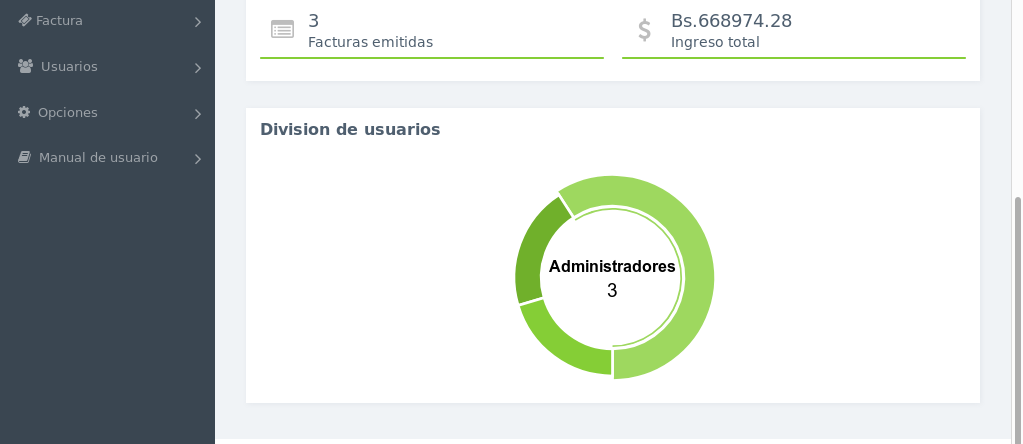 Factura
Usuarios
Opciones
Manual de usuario
3
Facturas emitidas
Bs.668974.28
Ingreso total
Division de usuarios
Administradores
3